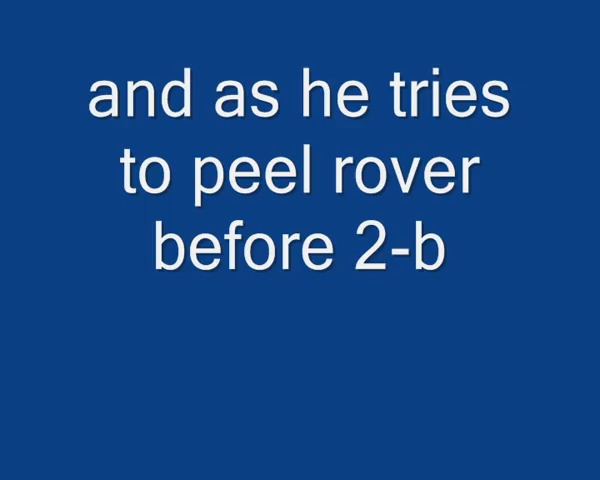 and as he tries
to peel rover
before 2-b